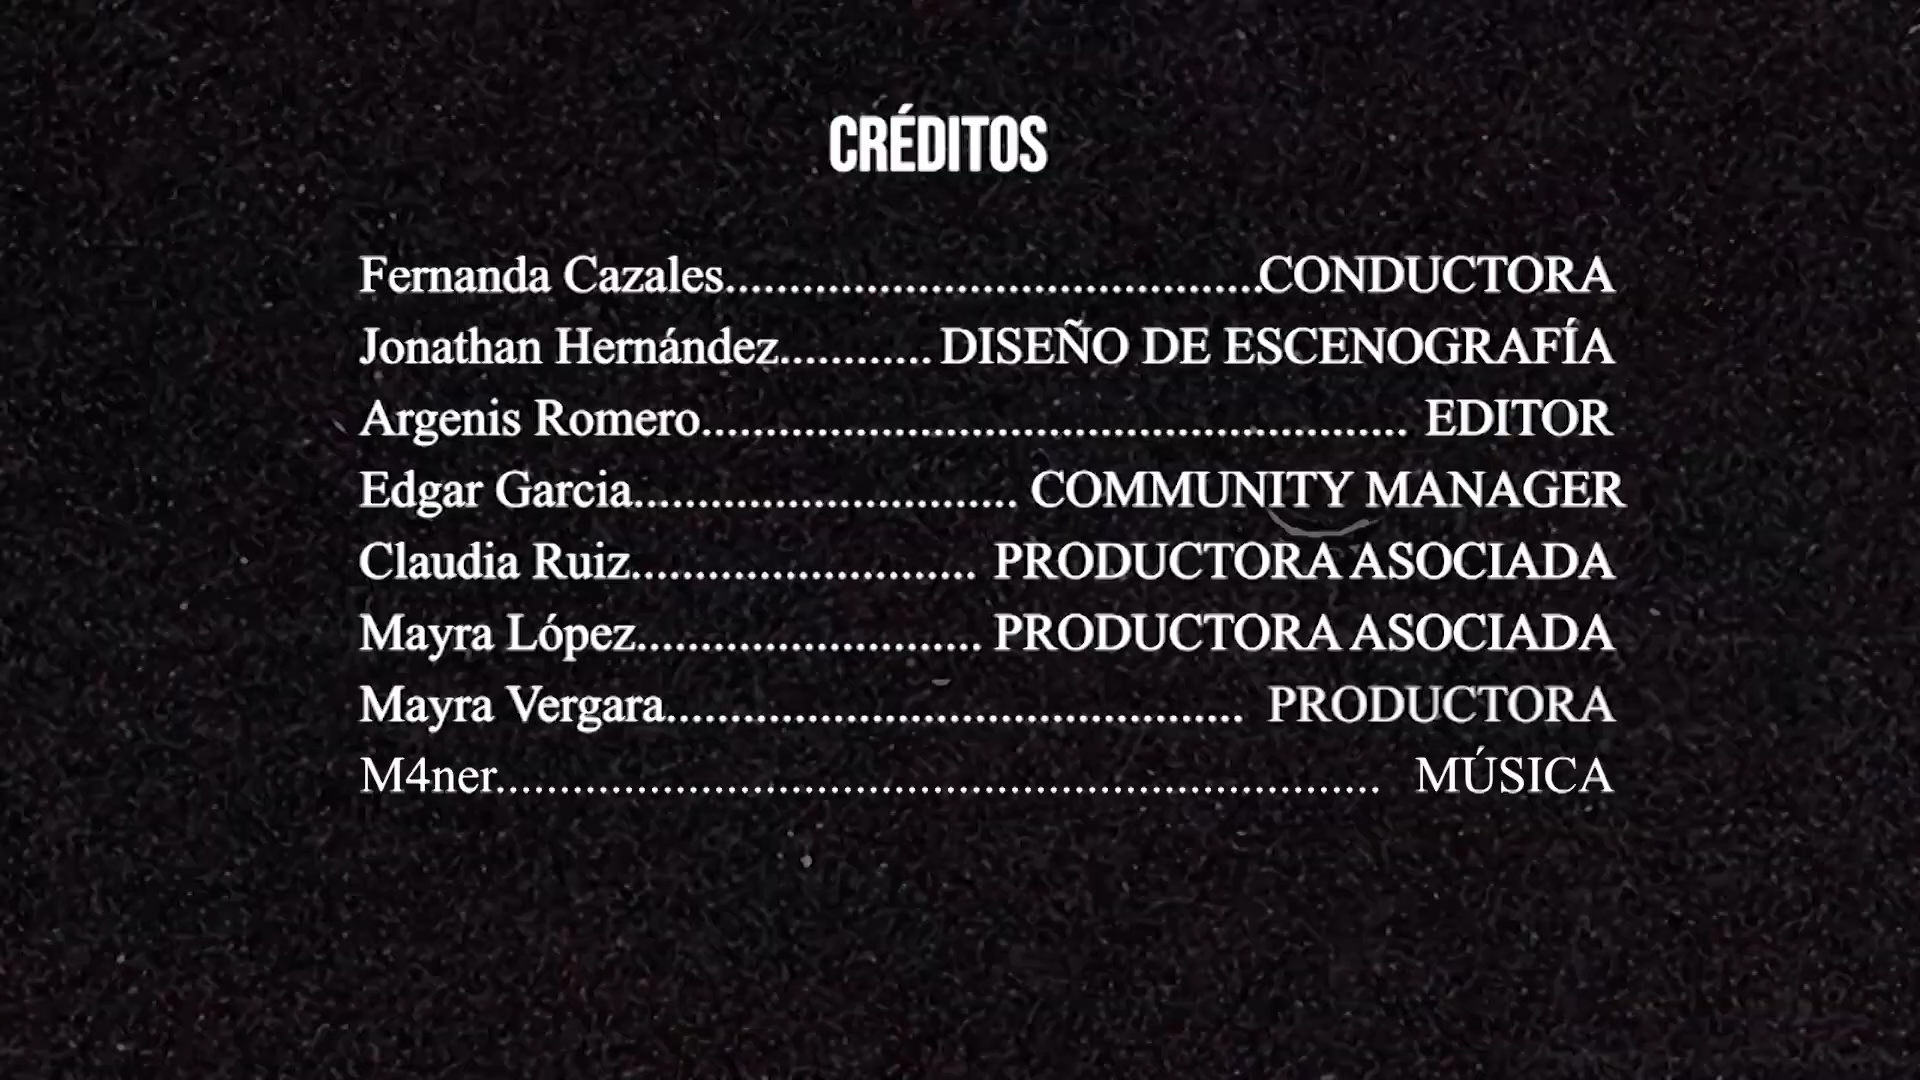 CRÉDITOS
Fernanda Cazales..........................................CONDUCTORA
Jonathan Hernández............ DISEÑO DE ESCENOGRAFÍA
Argenis Romero....................................................... EDITOR
Edgar Garcia.............................. COMMUNITY MANAGER
Claudia Ruiz........................... PRODUCTORA ASOCIADA
Mayra López........................... PRODUCTORA ASOCIADA
Mayra Vergara............................................. PRODUCTORA
M4ner..................................................................... MÚSICA